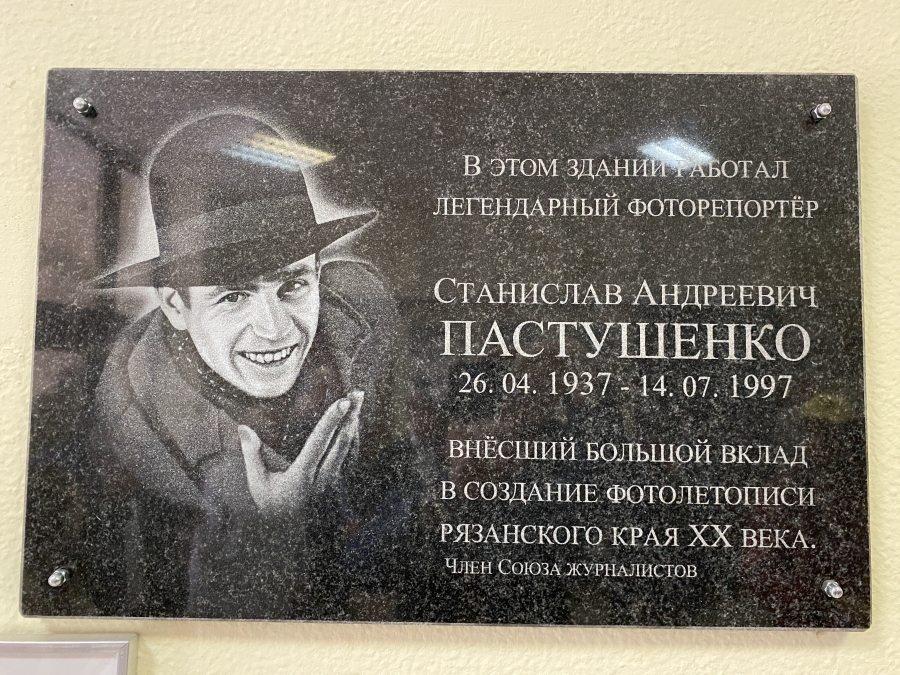 В ЭТОМ ЗДАНИИ РАБОТАЛ
ЛЕГЕНДАРНЫЙ ФОТОРЕПОРТЁР
СТАНИСЛАВ АНДРЕЕВИЧ
ПАСТУШЕНКО
26. 04. 1937 - 14. 07. 1997
ВНЁСШИЙ БОЛЬШОЙ ВКЛАД
В СОЗДАНИЕ ФОТОЛЕТОПИСИ
РЯЗАНСКОГО КРАЯ XX ВЕКА.
ЧЛЕН СОЮЗА ЖУРНАЛИСТОВ